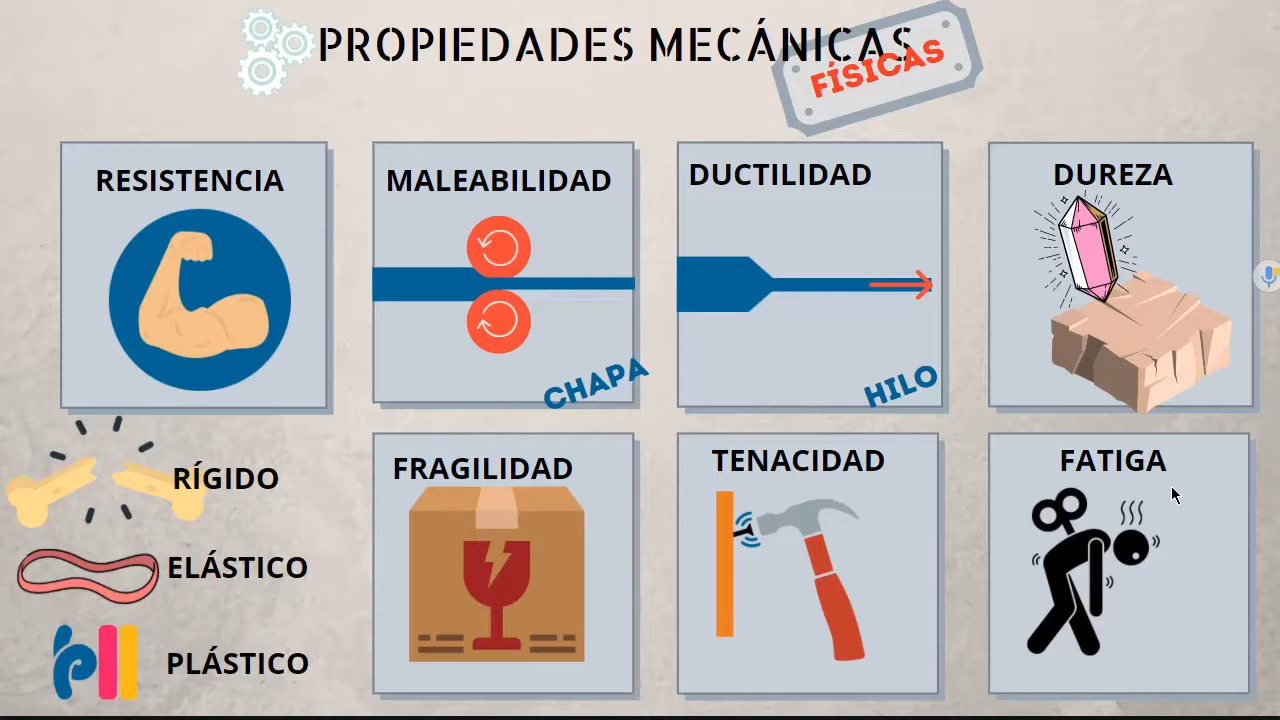 PROPIEDADES MECÁNICAS
FÍSICAS
RESISTENCIA
MALEABILIDAD
CHAPA
DUCTILIDAD
HILO
DUREZA
RÍGIDO
ELÁSTICO
PLÁSTICO
FRAGILIDAD
TENACIDAD
FATIGA